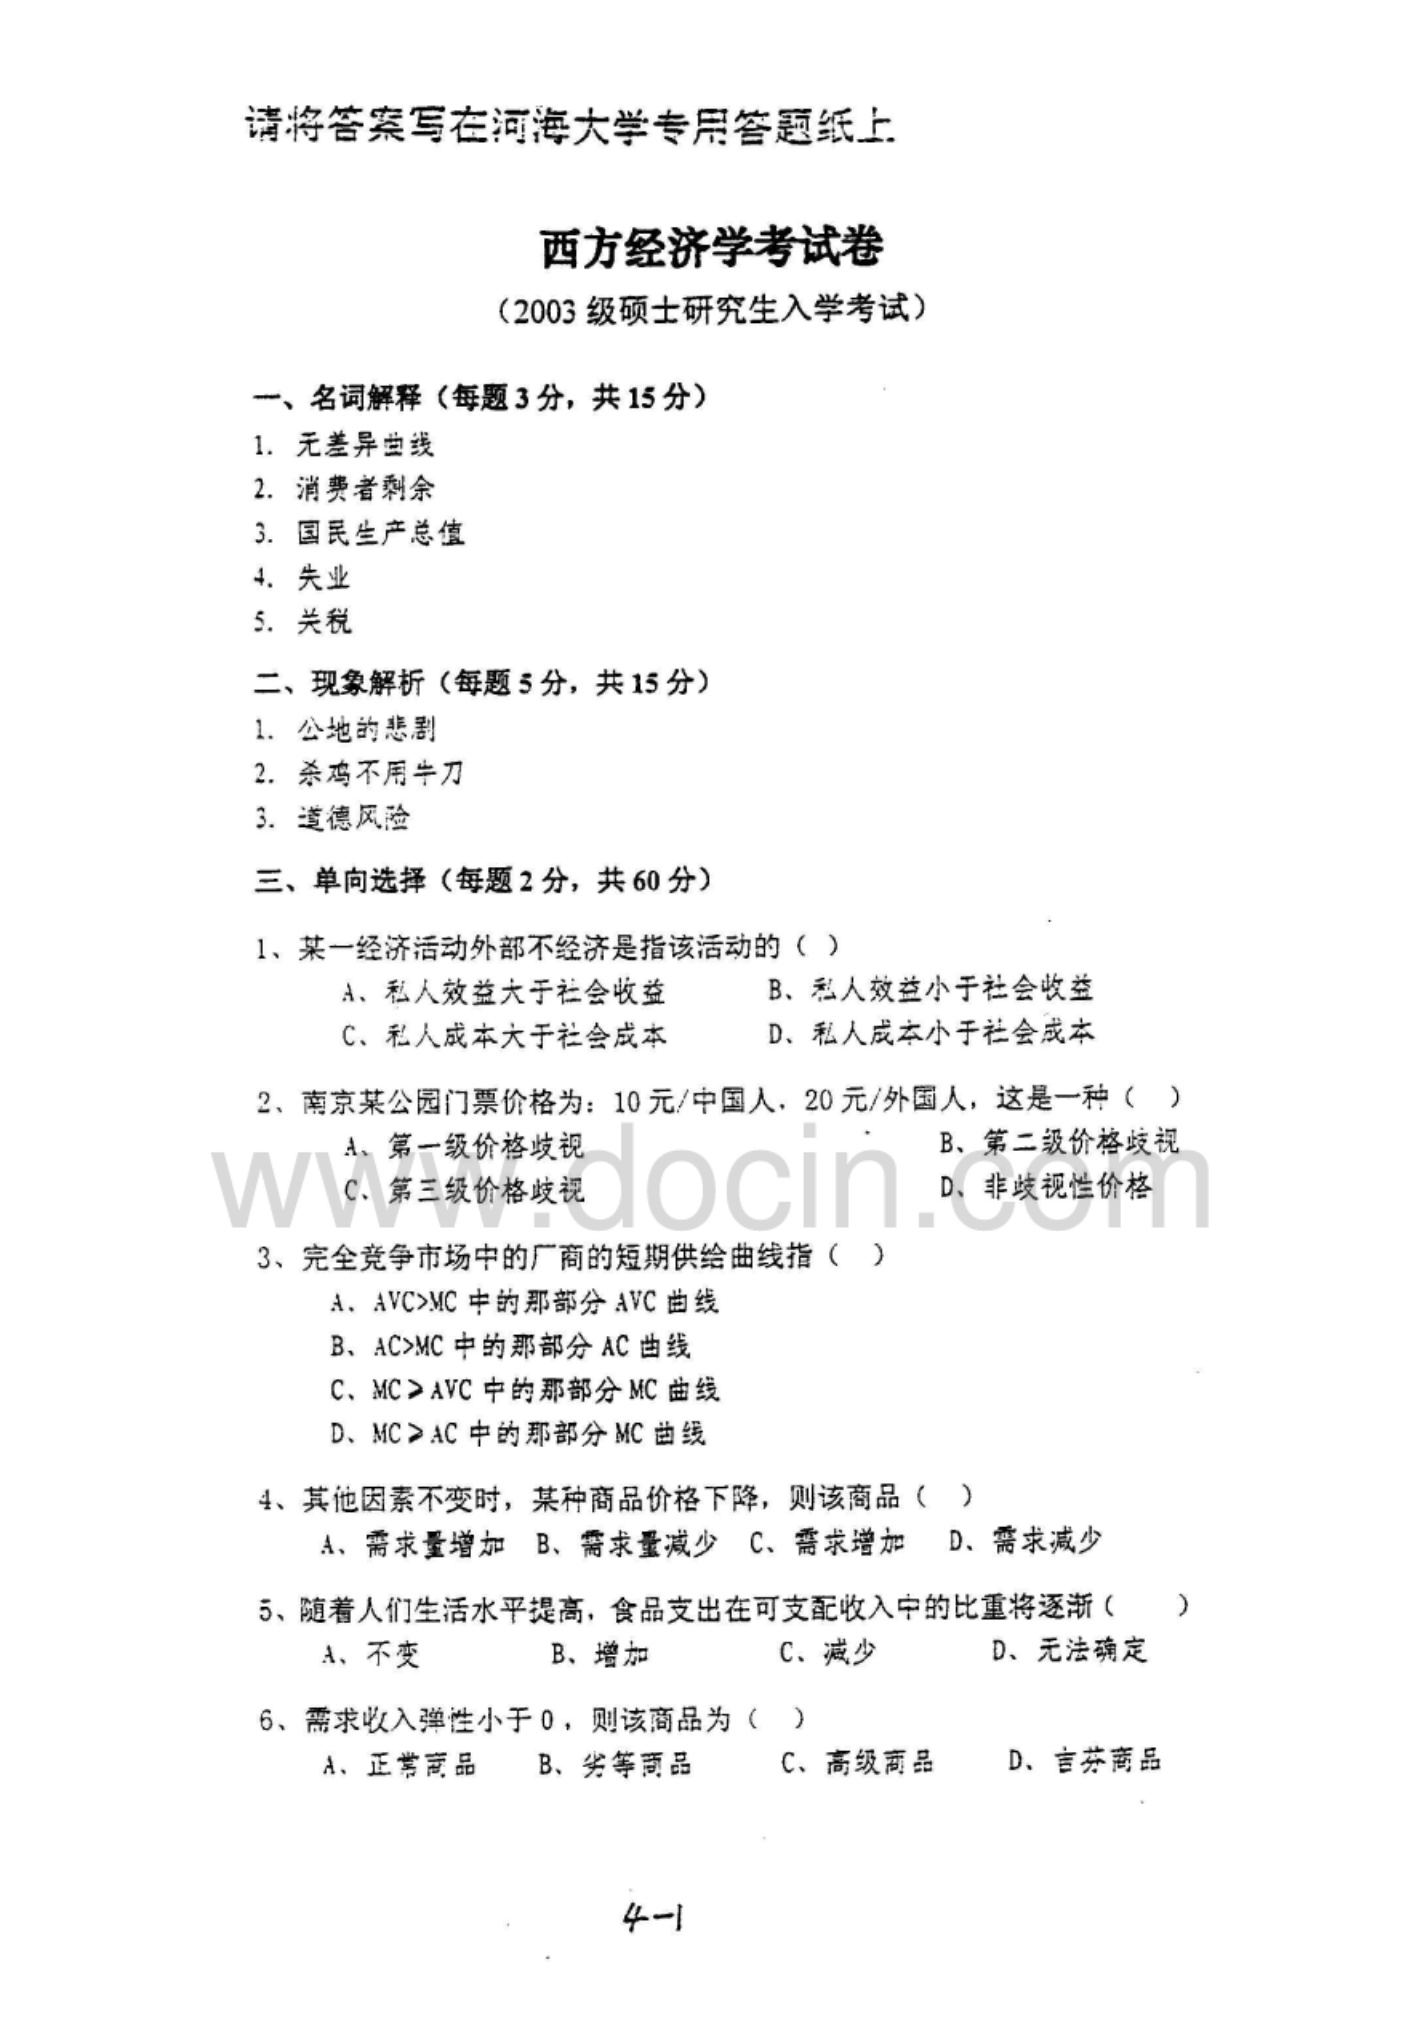 请将答案写在河海大学专用答题纸上
西方经济学考试卷
（2003 级硕士研究生入学考试）
一、名词解释（每题 3 分，共 15 分）
1. 无差异曲线
2. 消费者剩余
3. 国民生产总值
4. 失业
5. 关税
二、现象解析（每题 5 分，共 15 分）
1. 公地的悲剧
2. 杀鸡不用牛刀
3. 道德风险
三、单向选择（每题 2 分，共 60 分）
1、某一经济活动外部不经济是指该活动的（ ）
A、私人效益大于社会收益 B、私人效益小于社会收益
C、私人成本大于社会成本 D、私人成本小于社会成本
2、南京某公园门票价格为：10 元/中国人，20 元/外国人，这是一种（ ）
A、第一级价格歧视 B、第二级价格歧视
C、第三级价格歧视 D、非歧视性价格
www.docin.com
3、完全竞争市场中的厂商的短期供给曲线指（ ）
A、AVC>MC 中的那部分 AVC 曲线
B、AC>MC 中的那部分 AC 曲线
C、MC≥AVC 中的那部分 MC 曲线
D、MC≥AC 中的那部分 MC 曲线
4、其他因素不变时，某种商品价格下降，则该商品（ ）
A、需求量增加 B、需求量减少 C、需求增加 D、需求减少
5、随着人们生活水平提高，食品支出在可支配收入中的比重将逐渐（ ）
A、不变 B、增加 C、减少 D、无法确定
6、需求收入弹性小于 0，则该商品为（ ）
A、正常商品 B、劣等商品 C、高级商品 D、吉芬商品
4-1